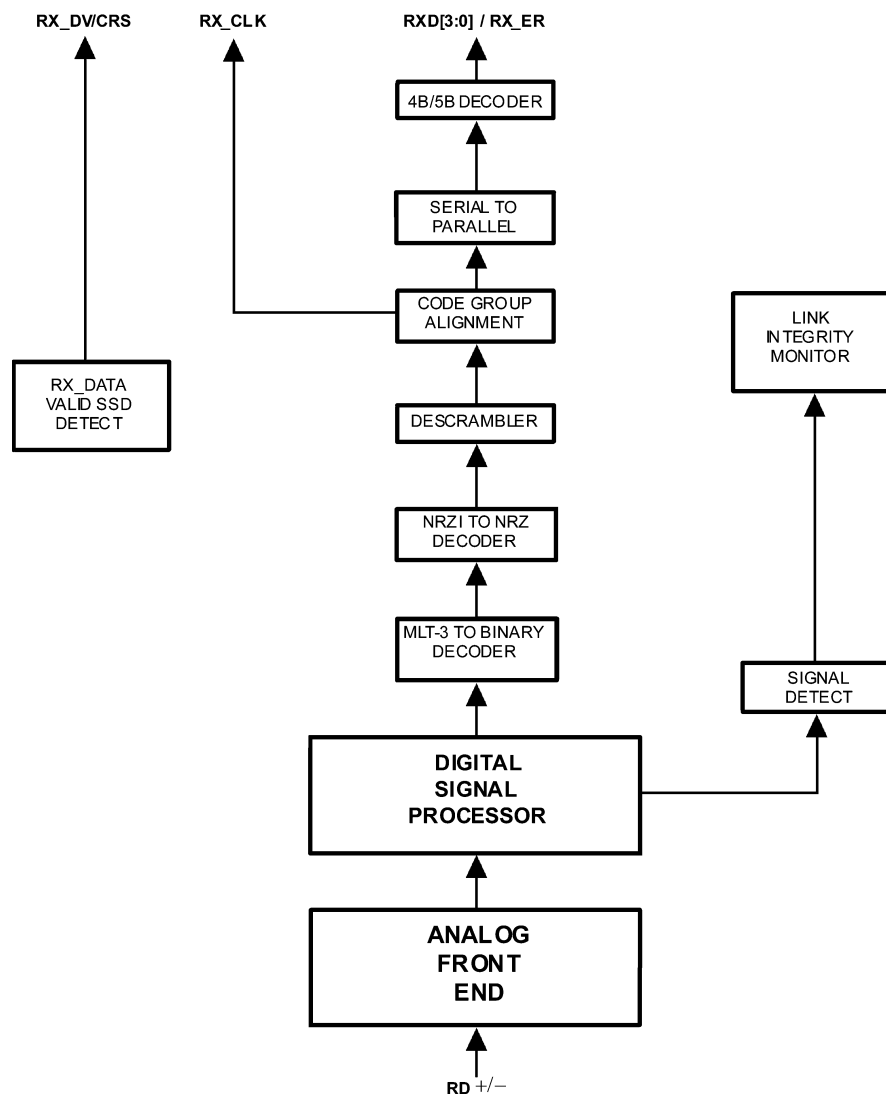 RX_DV/CRS
RX_CLK
RXD[3:0] / RX_ER
4B/5B DECODER
SERIAL TO
PARALLEL
CODE GROUP
ALIGNMENT
LINK
INTEGRITY
MONITOR
RX_DATA
VALID SSD
DETECT
DESCRAMBLER
NRZI TO NRZ
DECODER
MLT-3 TO BINARY
DECODER
SIGNAL
DETECT
DIGITAL
SIGNAL
PROCESSOR
ANALOG
FRONT
END
RD +/−